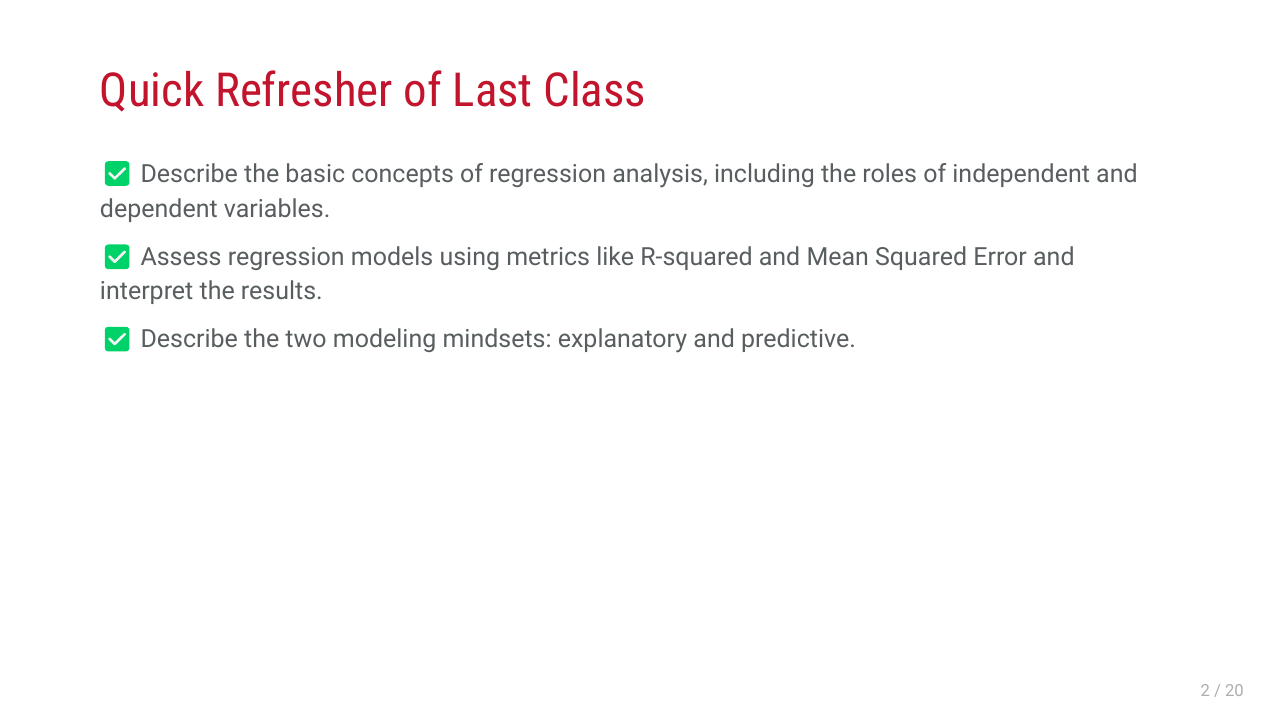 Quick Refresher of Last Class
✅ Describe the basic concepts of regression analysis, including the roles of independent and
dependent variables.
✅ Assess regression models using metrics like R-squared and Mean Squared Error and
interpret the results.
✅ Describe the two modeling mindsets: explanatory and predictive.
2 / 20